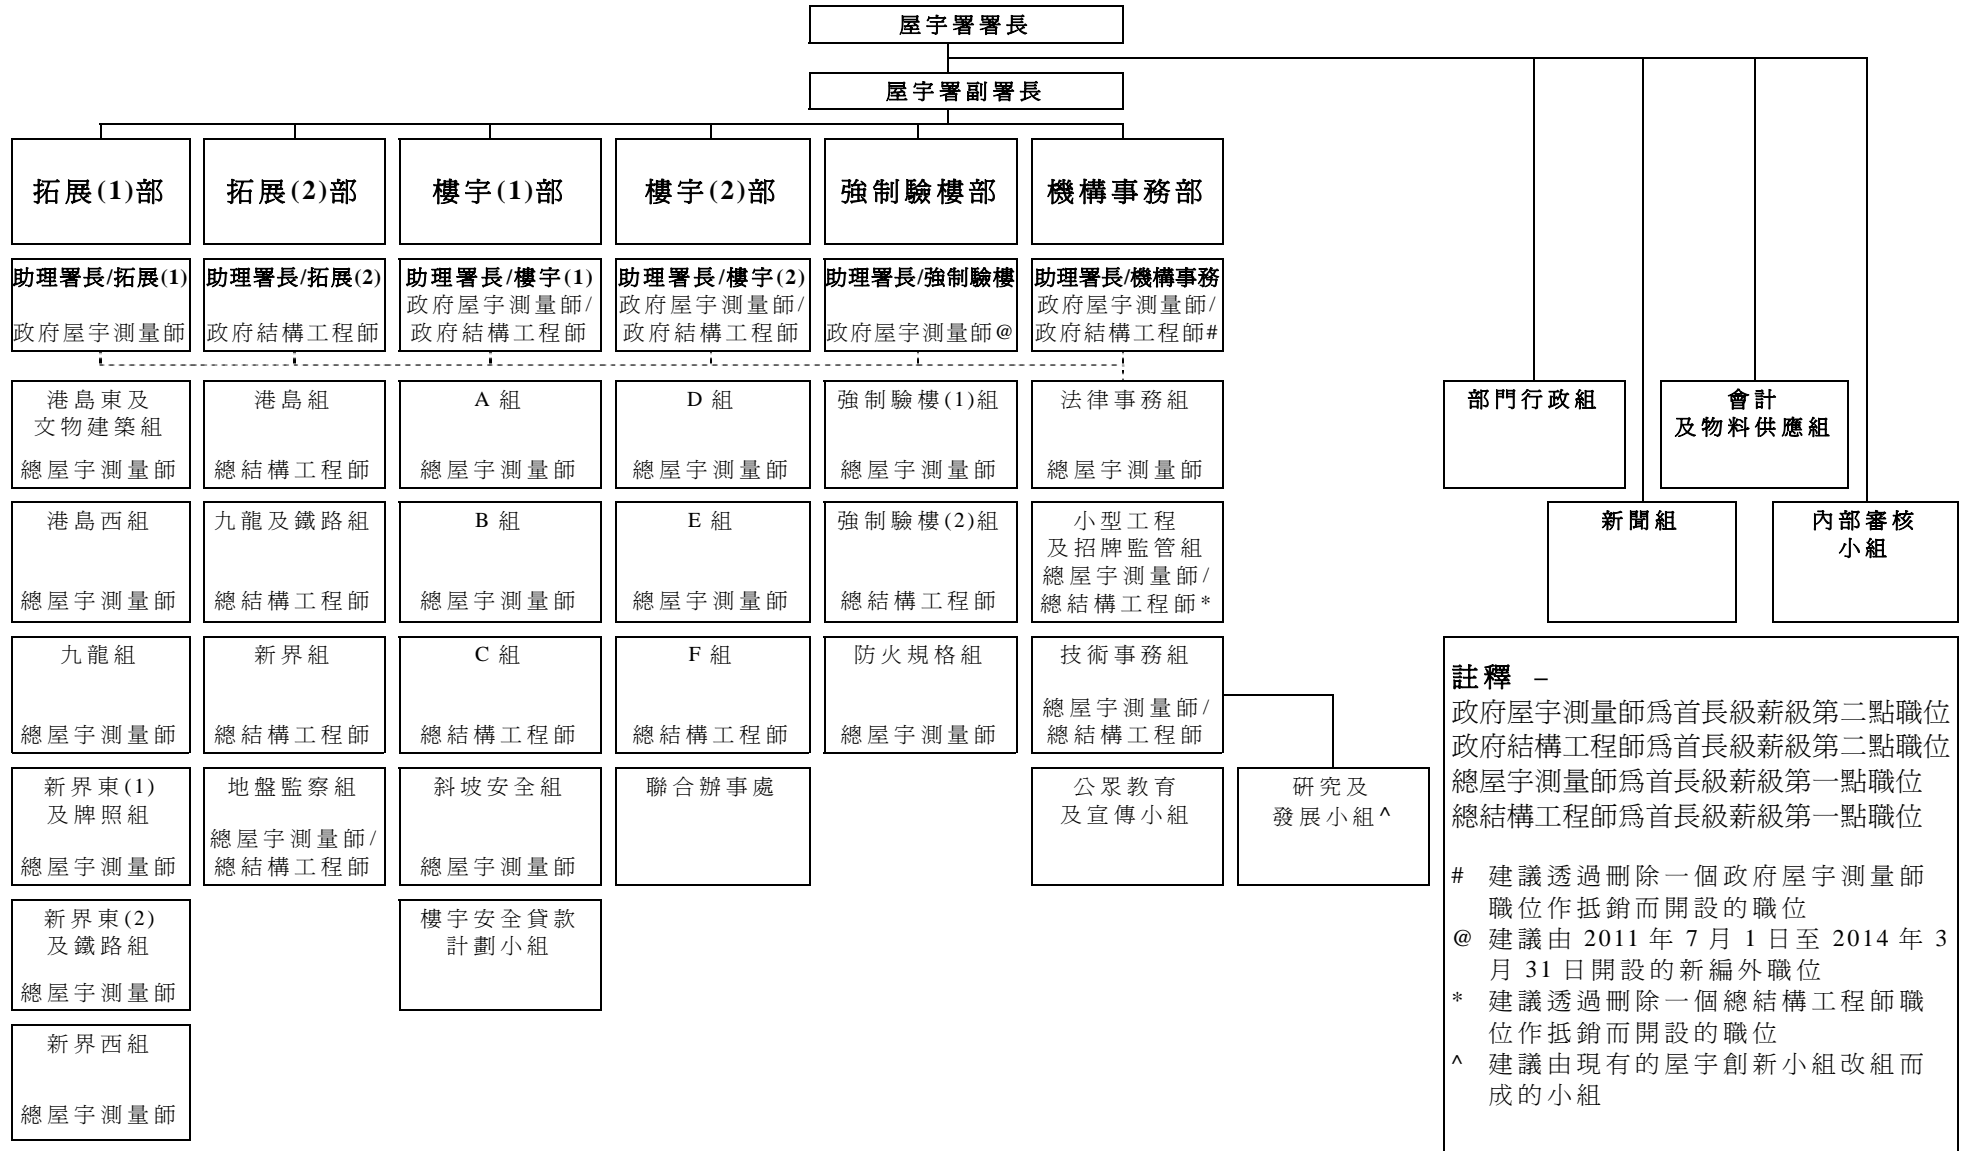 屋宇署署長
屋宇署副署長
拓展(1)部
拓展(2)部
樓宇(1)部
樓宇(2)部
強制驗樓部
機構事務部
助理署長/拓展(1)
政府屋宇測量師
助理署長/拓展(2)
政府結構工程師
助理署長/樓宇(1)
政府屋宇測量師/
政府結構工程師
助理署長/樓宇(2)
政府屋宇測量師/
政府結構工程師
助理署長/強制驗樓
政府屋宇測量師@
助理署長/機構事務
政府屋宇測量師/
政府結構工程師#
港島東及
文物建築組
總屋宇測量師
港島組
總結構工程師
A 組
總屋宇測量師
D 組
總屋宇測量師
強制驗樓(1)組
總屋宇測量師
法律事務組
總屋宇測量師
部門行政組
會計
及物料供應組
港島西組
總屋宇測量師
九龍及鐵路組
總結構工程師
B 組
總屋宇測量師
E 組
總屋宇測量師
強制驗樓(2)組
總結構工程師
小型工程
及招牌監管組
總屋宇測量師/
總結構工程師*
新聞組
內部審核
小組
九龍組
總屋宇測量師
新界組
總結構工程師
C 組
總結構工程師
F 組
總結構工程師
防火規格組
總屋宇測量師
技術事務組
總屋宇測量師/
總結構工程師
新界東(1)
及牌照組
總屋宇測量師
地盤監察組
總屋宇測量師/
總結構工程師
斜坡安全組
總屋宇測量師
聯合辦事處
公眾教育
及宣傳小組
研究及
發展小組^
新界東(2)
及鐵路組
總屋宇測量師
樓宇安全貸款
計劃小組
新界西組
總屋宇測量師
註釋 –
政府屋宇測量師爲首長級薪級第二點職位
政府結構工程師爲首長級薪級第二點職位
總屋宇測量師爲首長級薪級第一點職位
總結構工程師爲首長級薪級第一點職位
# 建議透過刪除一個政府屋宇測量師
職位作抵銷而開設的職位
@ 建議由 2011 年 7 月 1 日至 2014 年 3
月 31 日開設的新編外職位
* 建議透過刪除一個總結構工程師職
位作抵銷而開設的職位
^ 建議由現有的屋宇創新小組改組而
成的小組